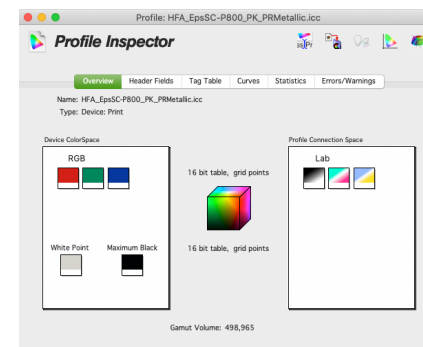 Profile: HFA_EpsSC-P800_PK_PRMetallic.icc
Profile Inspector
Overview Header Fields Tag Table Curves Statistics Errors/Warnings
Name: HFA_EpsSC-P800_PK_PRMetallic.icc
Type: Device: Print
Device ColorSpace
Profile Connection Space
RGB
Lab
16 bit table, grid points
White Point Maximum Black
16 bit table, grid points
Gamut Volume: 498,965